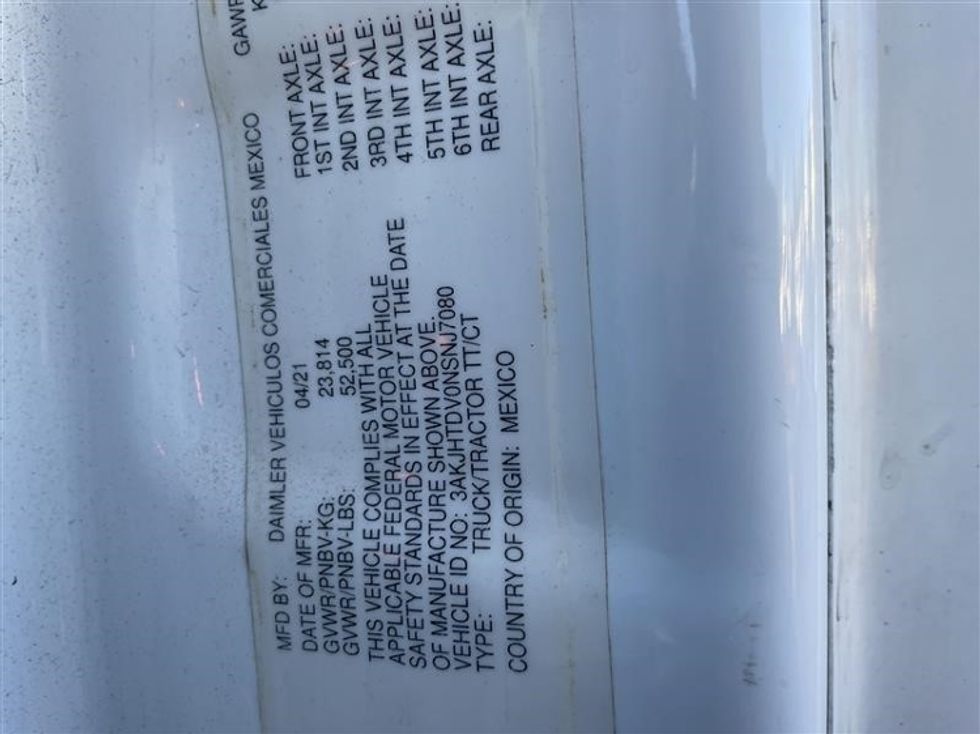 MFD BY: DAIMLER VEHICULOS COMERCIALES MEXICO
DATE OF MFR: 04/21
GVWR/PNBV-KG: 23,814
GVWR/PNBV-LBS: 52,500
THIS VEHICLE COMPLIES WITH ALL
APPLICABLE FEDERAL MOTOR VEHICLE
SAFETY STANDARDS IN EFFECT AT THE DATE
OF MANUFACTURE SHOWN ABOVE.
VEHICLE ID NO: 3AKJHTDV0NSNJ7080
TYPE: TRUCK/TRACTOR TT/CT
COUNTRY OF ORIGIN: MEXICO
FRONT AXLE:
1ST INT AXLE:
2ND INT AXLE:
3RD INT AXLE:
4TH INT AXLE:
5TH INT AXLE:
6TH INT AXLE:
REAR AXLE: